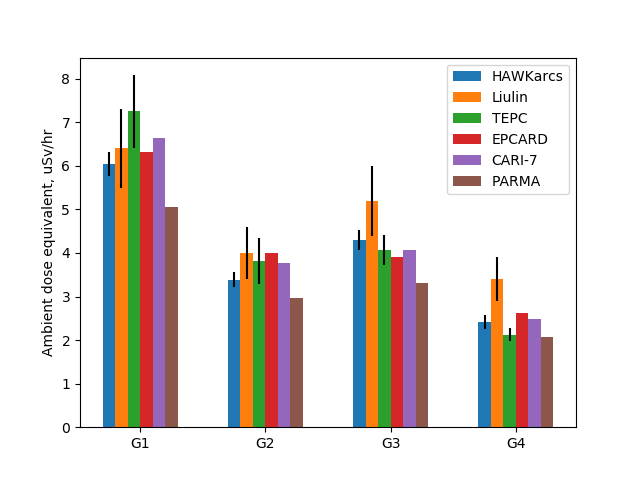 HAWKarcs
Liulin
TEPC
EPCARD
CARI-7
PARMA
Ambient dose equivalent, uSv/hr
8
7
6
5
4
3
2
1
0
G1 G2 G3 G4